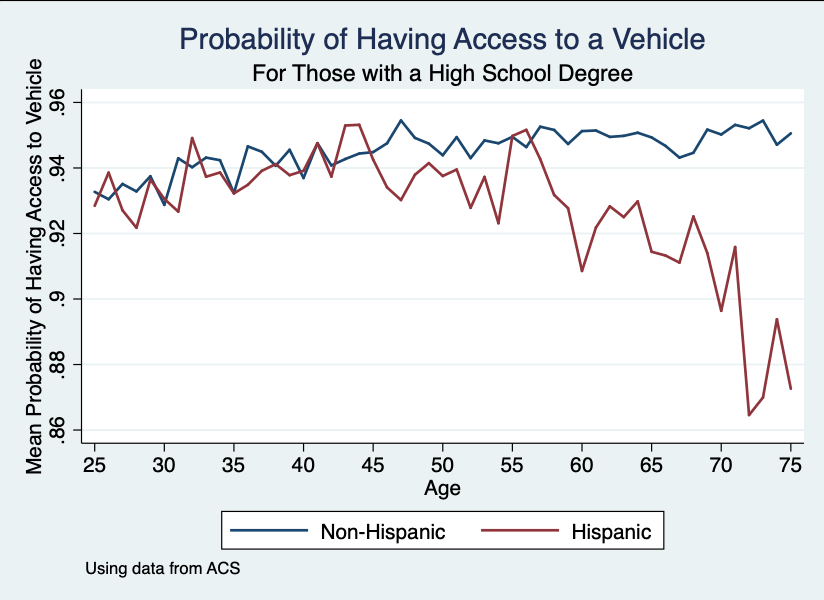 Probability of Having Access to a Vehicle
For Those with a High School Degree
Mean Probability of Having Access to Vehicle
.96
.94
.92
.9
.88
.86
25 30 35 40 45 50 55 60 65 70 75
Age
Non-Hispanic Hispanic
Using data from ACS